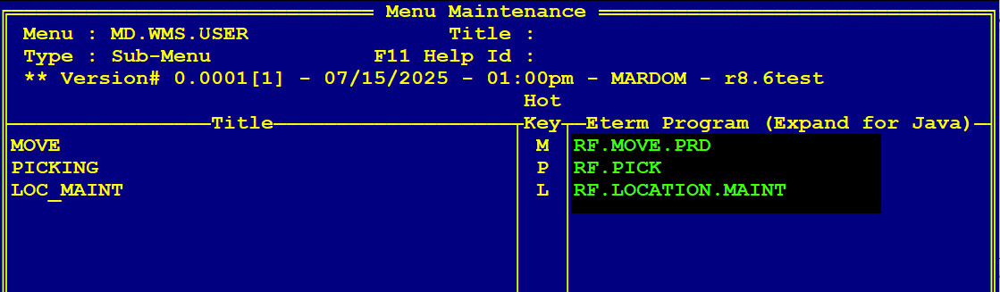 Menu Maintenance
Menu : MD.WMS.USER Title :
Type : Sub-Menu F11 Help Id :
** Version# 0.0001[1] - 07/15/2025 - 01:00pm - MARDOM - r8.6test
Hot
Title Key Eterm Program (Expand for Java)
MOVE M RF.MOVE.PRD
PICKING P RF.PICK
LOC_MAINT L RF.LOCATION.MAINT